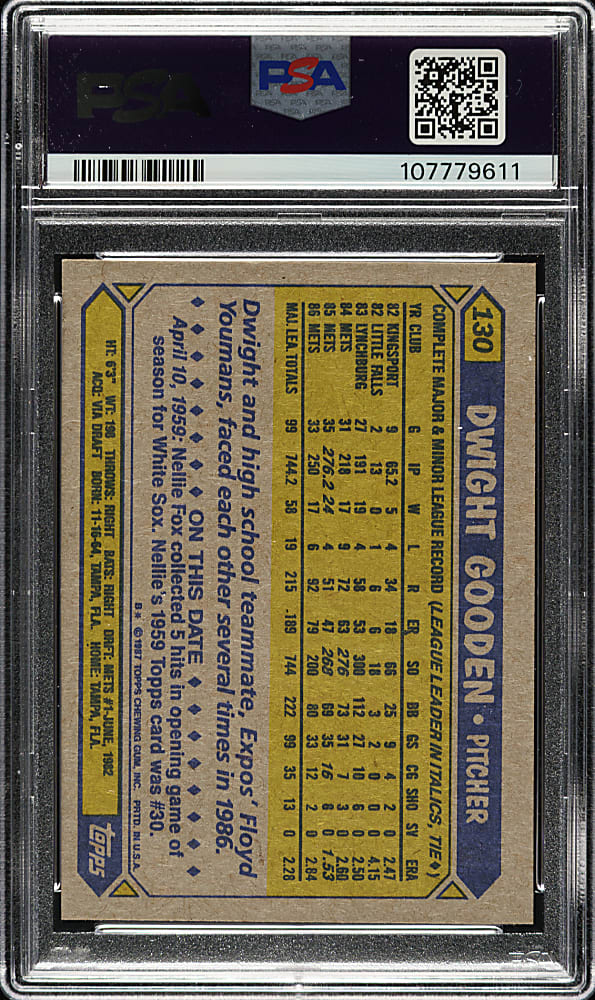 PSA
PSA
107779611
130
DWIGHT GOODEN • PITCHER
COMPLETE MAJOR & MINOR LEAGUE RECORD (LEAGUE LEADER IN ITALICS, TIE ♦)
YR CLUB G IP W L R ER SO BB GS CG SHO SV ERA
82 KINGSPORT 9 65.2 5 4 34 18 66 25 9 4 2 0 2.47
82 LITTLE FALLS 2 13 0 1 6 6 18 3 2 0 0 0 4.15
83 LYNCHBURG 27 191 19 4 58 53 300 112 27 10 6 0 2.50
84 METS 31 218 17 9 72 63 276 73 31 7 3 0 2.60
85 METS 35 276.2 24 4 51 47 268 69 35 16 8 0 1.53
86 METS 33 250 17 6 92 79 200 80 33 12 2 0 2.84
MAJ. LEA. TOTALS 99 744.2 58 19 215 .189 744 222 99 35 13 0 2.28
Dwight and high school teammate, Expos' Floyd
Youmans, faced each other several times in 1986.
♦ ♦ ♦ ♦ ♦ ♦ ON THIS DATE ♦ ♦ ♦ ♦ ♦ ♦
April 10, 1959: Nellie Fox collected 5 hits in opening game of
season for White Sox. Nellie's 1959 Topps card was #30.
B* © 1987 TOPPS CHEWING GUM, INC. PRTD. IN U.S.A.
HT: 6'3" WT: 198 THROWS: RIGHT BATS: RIGHT DRAFT: METS #1-JUNE, 1982
ACQ: VIA DRAFT BORN: 11-16-64, TAMPA, FLA. HOME: TAMPA, FLA.
topps